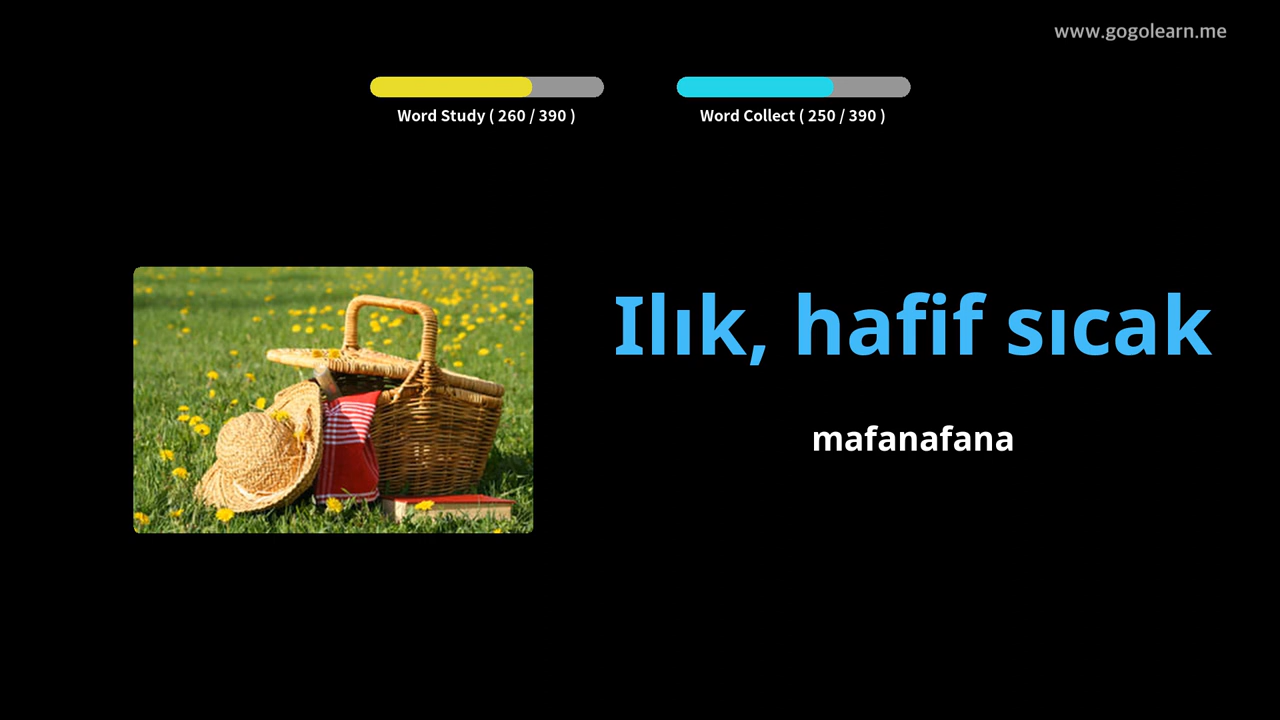 www.gogolearn.me
Word Study ( 260 / 390 )
Word Collect ( 250 / 390 )
Ilık, hafif sıcak
mafanafana